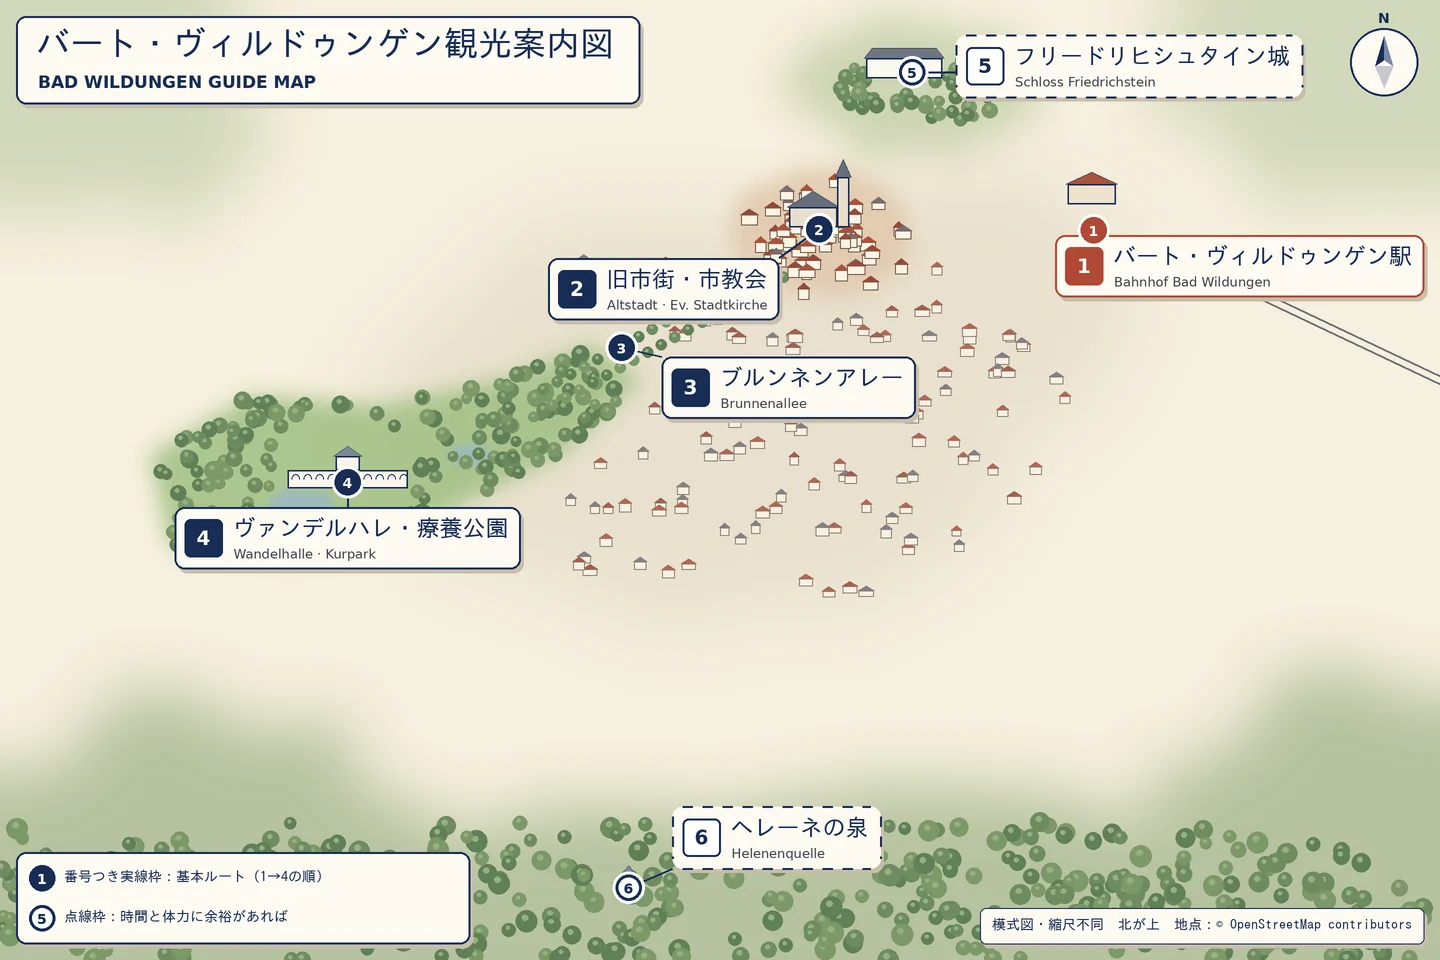 バート・ヴィルドゥンゲン観光案内図
BAD WILDUNGEN GUIDE MAP
N
5
5
フリードリヒシュタイン城
Schloss Friedrichstein
1
1
バート・ヴィルドゥンゲン駅
Bahnhof Bad Wildungen
2
2
旧市街・市教会
Altstadt · Ev. Stadtkirche
3
3
ブルンネンアレー
Brunnenallee
4
4
ヴァンデルハレ・療養公園
Wandelhalle · Kurpark
6
ヘレーネの泉
Helenenquelle
6
1 番号つき実線枠：基本ルート（1→4の順）
5 点線枠：時間と体力に余裕があれば
模式図・縮尺不同　北が上　地点：© OpenStreetMap contributors